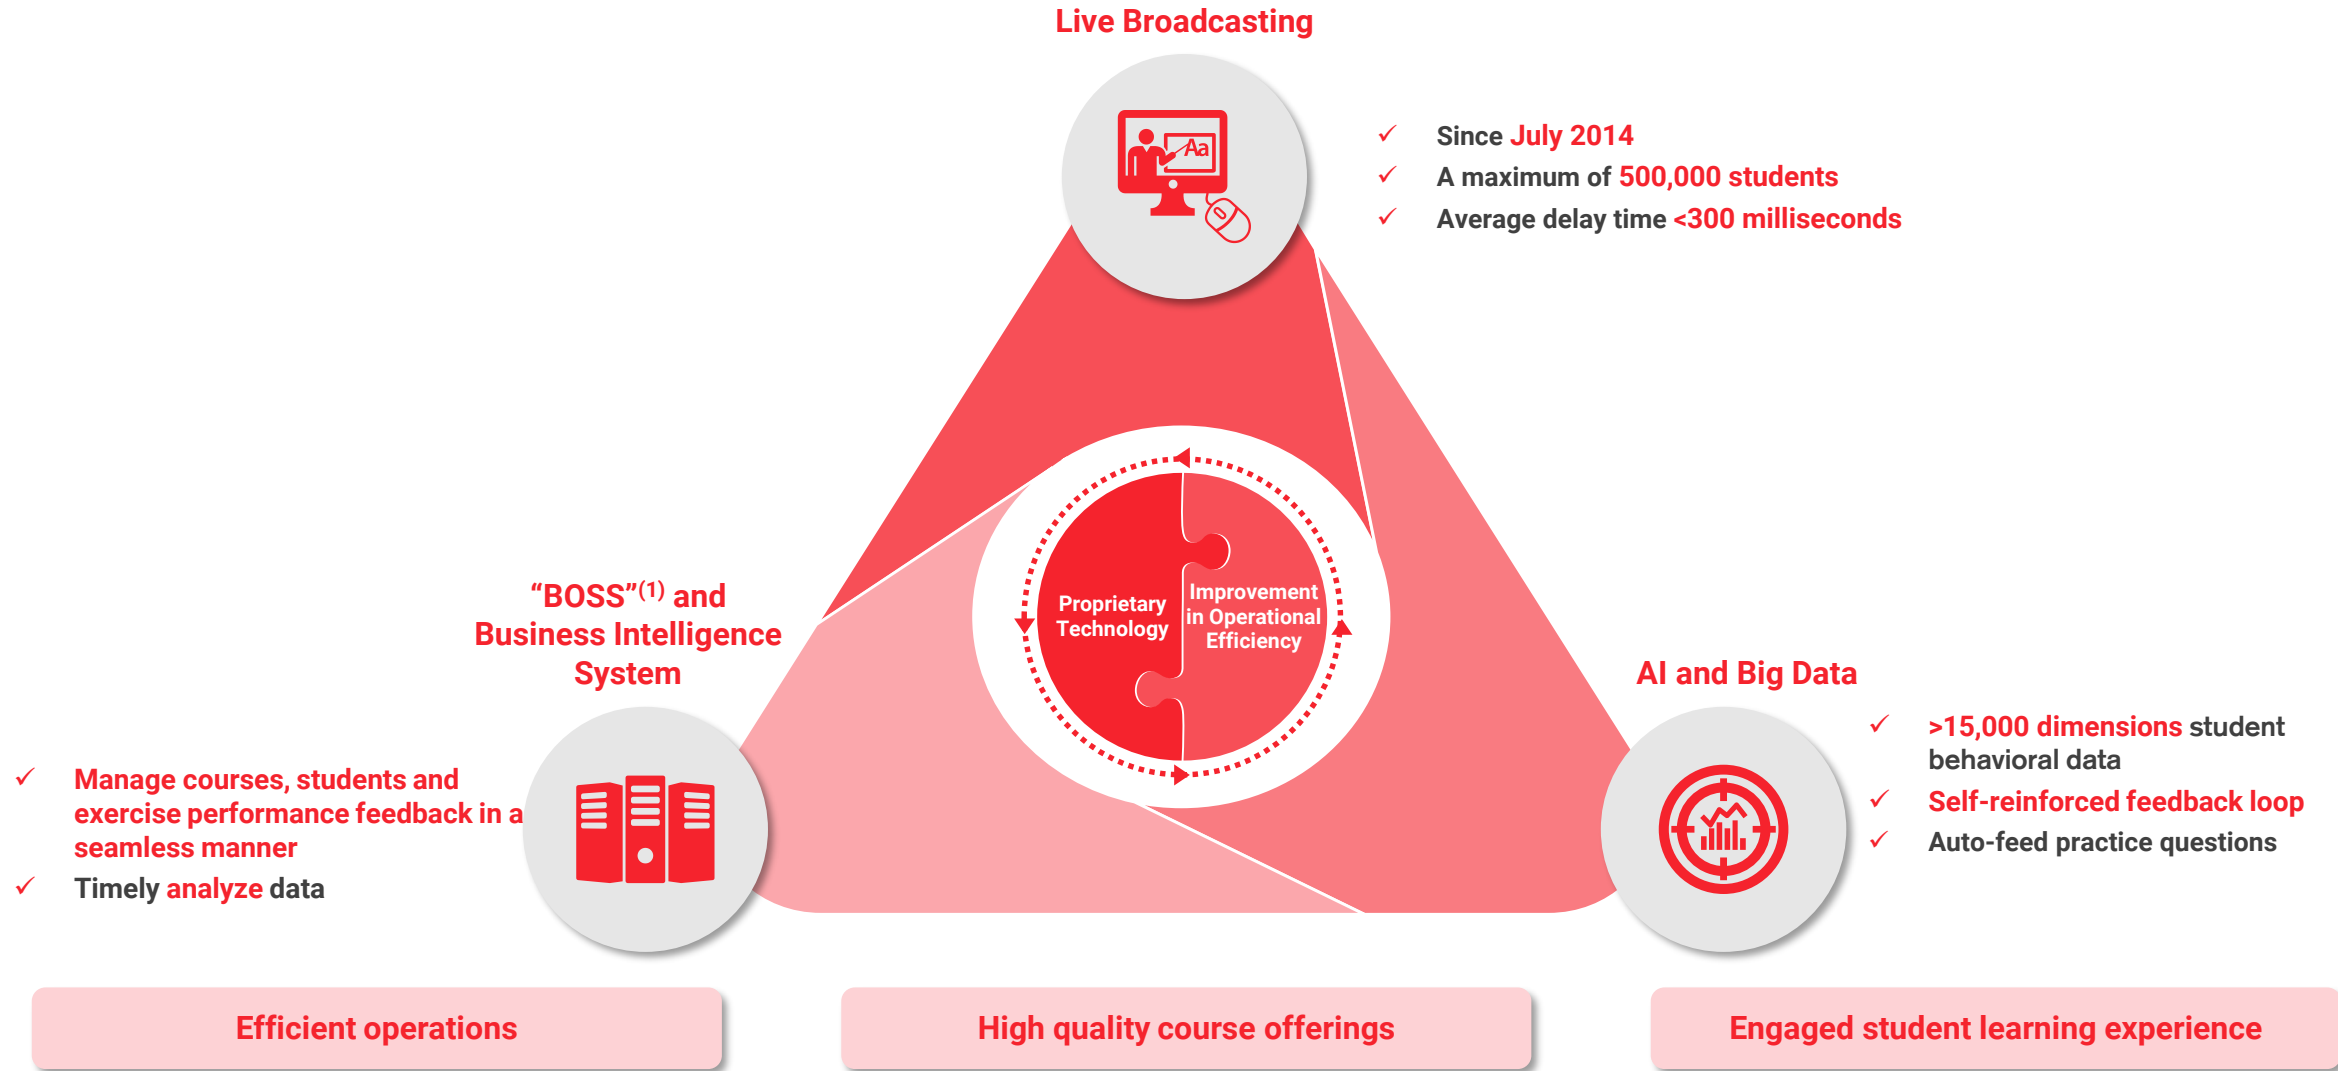 Live Broadcasting
Aa
✓ Since July 2014
✓ A maximum of 500,000 students
✓ Average delay time <300 milliseconds
Proprietary
Technology
Improvement
in Operational
Efficiency
“BOSS”(1) and
Business Intelligence
System
✓ Manage courses, students and
exercise performance feedback in a
seamless manner
✓ Timely analyze data
AI and Big Data
✓ >15,000 dimensions student
behavioral data
✓ Self-reinforced feedback loop
✓ Auto-feed practice questions
Efficient operations
High quality course offerings
Engaged student learning experience